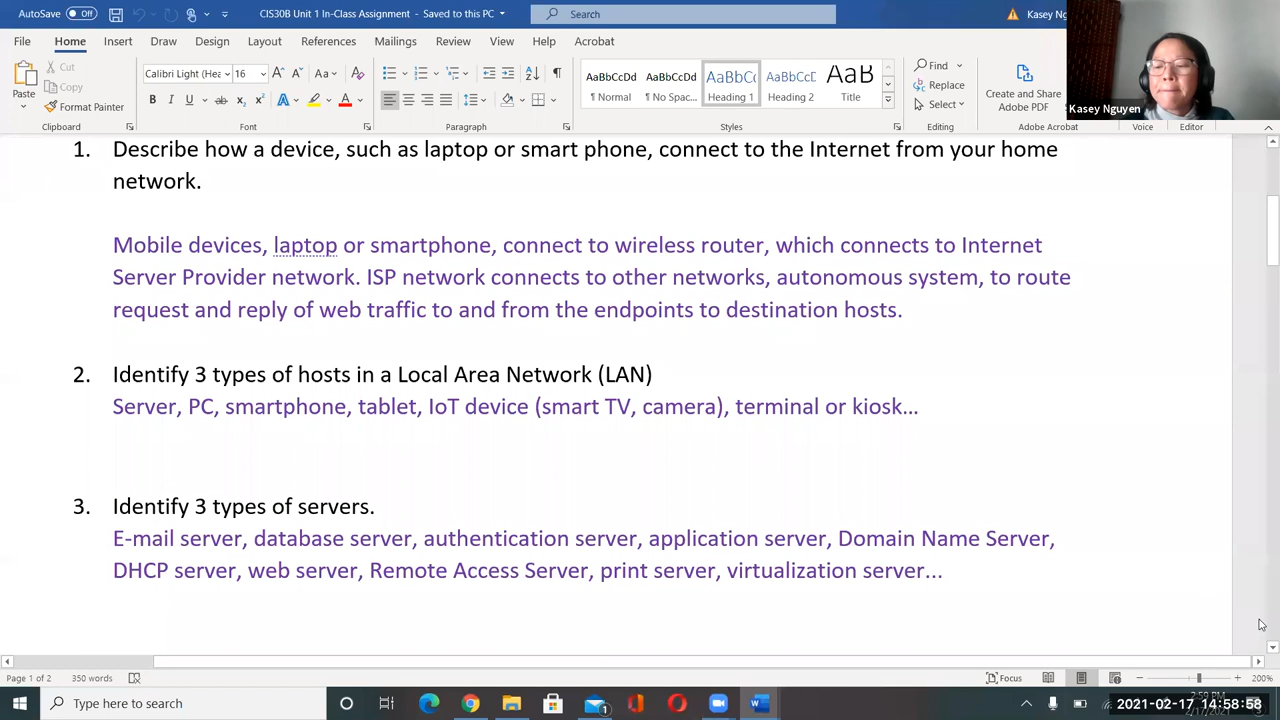 AutoSave Off CIS30B Unit 1 In-Class Assignment - Saved to this PC Search Kasey Ng
File Home Insert Draw Design Layout References Mailings Review View Help Acrobat
Paste Cut Copy Format Painter
Calibri Light (Hea 16
AaBbCcDd AaBbCcDd AaBbCc AaBbCcD AaB
¶ Normal ¶ No Spac... Heading 1 Heading 2 Title
Find Replace Select
Create and Share Adobe PDF
Kasey Nguyen
Clipboard Font Paragraph Styles Editing Adobe Acrobat Voice Editor
1. Describe how a device, such as laptop or smart phone, connect to the Internet from your home
network.
Mobile devices, laptop or smartphone, connect to wireless router, which connects to Internet
Server Provider network. ISP network connects to other networks, autonomous system, to route
request and reply of web traffic to and from the endpoints to destination hosts.
2. Identify 3 types of hosts in a Local Area Network (LAN)
Server, PC, smartphone, tablet, IoT device (smart TV, camera), terminal or kiosk...
3. Identify 3 types of servers.
E-mail server, database server, authentication server, application server, Domain Name Server,
DHCP server, web server, Remote Access Server, print server, virtualization server...
Page 1 of 2 350 words Focus 200%
Type here to search
2:59 PM
2021-02-17 14:58:58